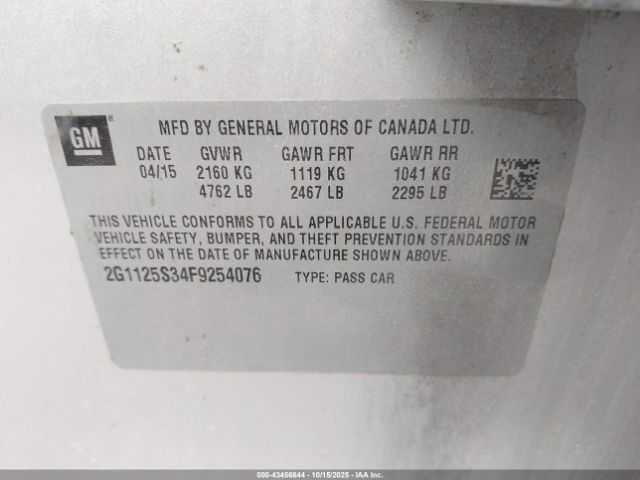 GM
MFD BY GENERAL MOTORS OF CANADA LTD.
DATE GVWR GAWR FRT GAWR RR
04/15 2160 KG 1119 KG 1041 KG
4762 LB 2467 LB 2295 LB
THIS VEHICLE CONFORMS TO ALL APPLICABLE U.S. FEDERAL MOTOR
VEHICLE SAFETY, BUMPER, AND THEFT PREVENTION STANDARDS IN
EFFECT ON THE DATE OF MANUFACTURE SHOWN ABOVE.
2G1125S34F9254076 TYPE: PASS CAR
000-43456844 - 10/15/2025 - IAA, Inc.